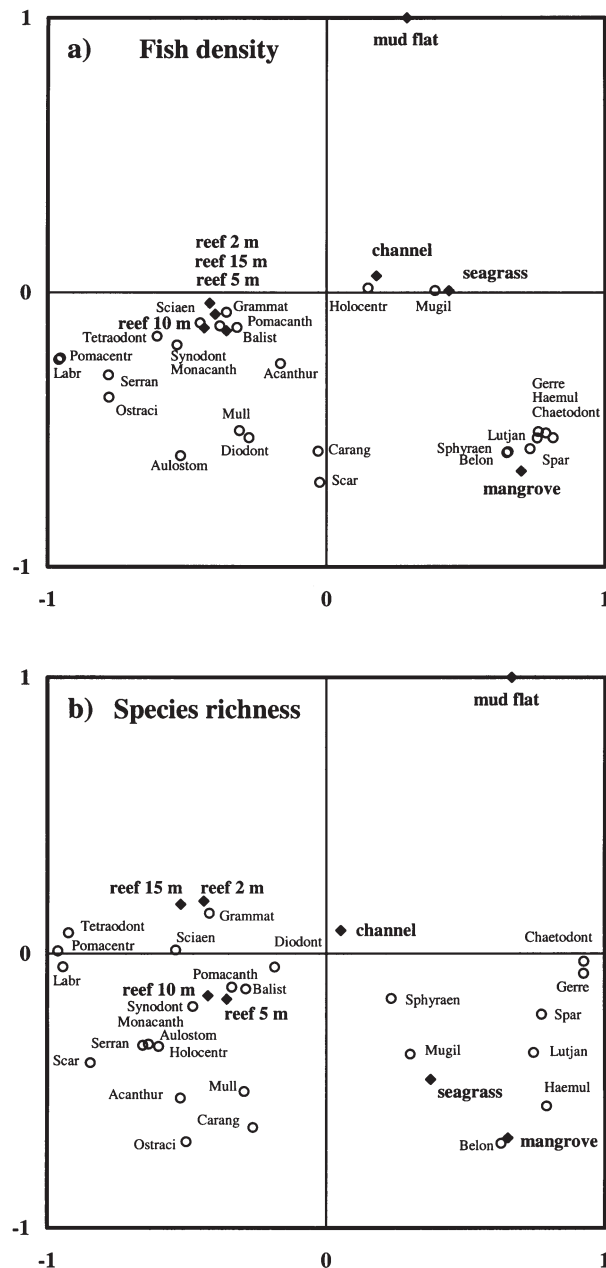 1
a) Fish density
mud flat
reef 2 m
reef 15 m
reef 5 m
channel
seagrass
0
Sciaen
Grammat
Holocentr
Mugil
reef 10 m
Pomacanth
Tetraodont
Balist
Pomacentr
Synodont
Monacanth
Labr
Serran
Acanthur
Ostraci
Gerre
Haemul
Chaetodont
Mull
Lutjan
Diodont
Carang
Sphyraen
Belon
Spar
Aulostom
Scar
mangrove
-1
-1 0 1
1
b) Species richness
mud flat
reef 15 m
reef 2 m
Grammat
Tetraodont
channel
Sciaen
Diodont
Chaetodont
Pomacentr
0
Labr
Pomacanth
Gerre
reef 10 m
Balist
Synodont
reef 5 m
Sphyraen
Spar
Monacanth
Aulostom
Serran
Holocentr
Scar
Mugil
Lutjan
Acanthur
Mull
seagrass
Haemul
Carang
Ostraci
Belon
mangrove
-1
-1 0 1